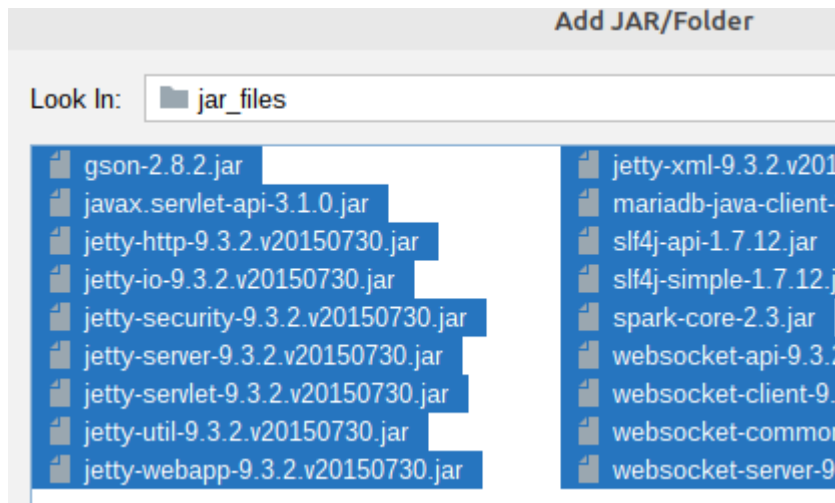 Add JAR/Folder
Look In: jar_files
gson-2.8.2.jar
javax.servlet-api-3.1.0.jar
jetty-http-9.3.2.v20150730.jar
jetty-io-9.3.2.v20150730.jar
jetty-security-9.3.2.v20150730.jar
jetty-server-9.3.2.v20150730.jar
jetty-servlet-9.3.2.v20150730.jar
jetty-util-9.3.2.v20150730.jar
jetty-webapp-9.3.2.v20150730.jar
jetty-xml-9.3.2.v201
mariadb-java-client-
slf4j-api-1.7.12.jar
slf4j-simple-1.7.12.j
spark-core-2.3.jar
websocket-api-9.3.2
websocket-client-9.
websocket-common
websocket-server-9